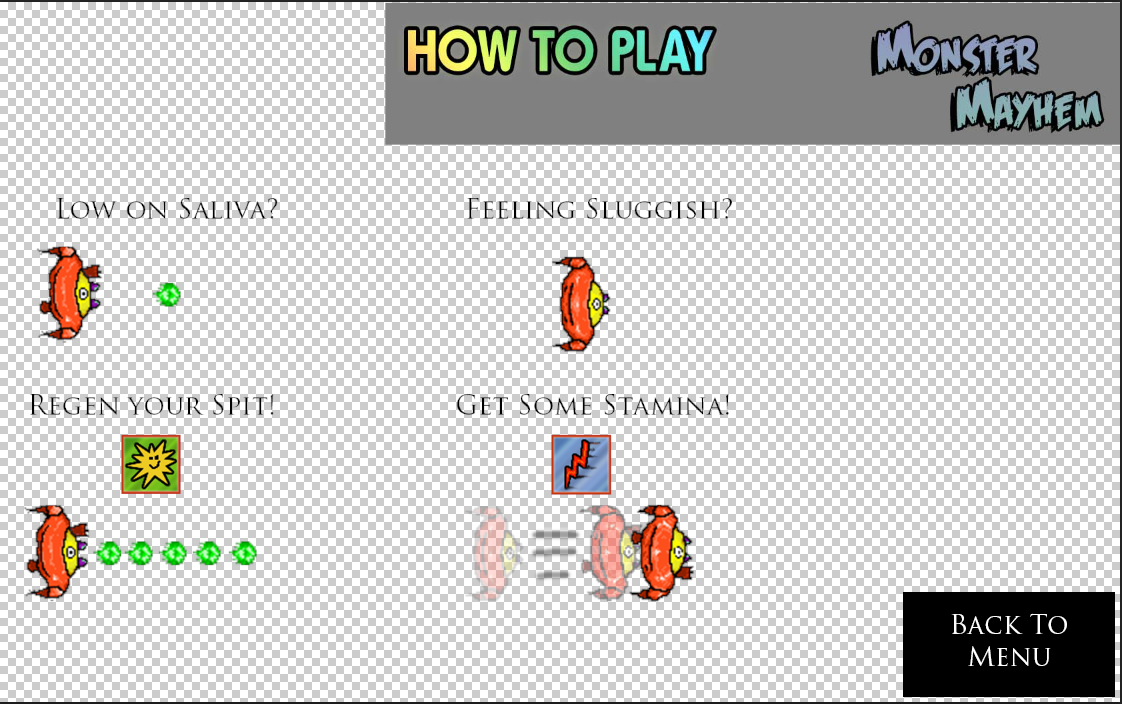 HOW TO PLAY
MONSTER
MAYHEM
LOW ON SALIVA?
FEELING SLUGGISH?
REGEN YOUR SPIT!
GET SOME STAMINA!
BACK TO
MENU